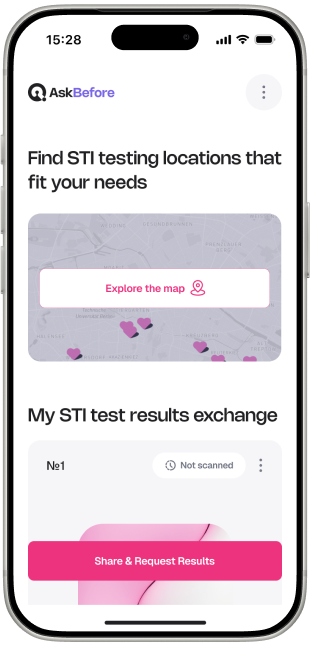 15:28
AskBefore
Find STI testing locations that
fit your needs
Explore the map
My STI test results exchange
№1
Not scanned
Share & Request Results